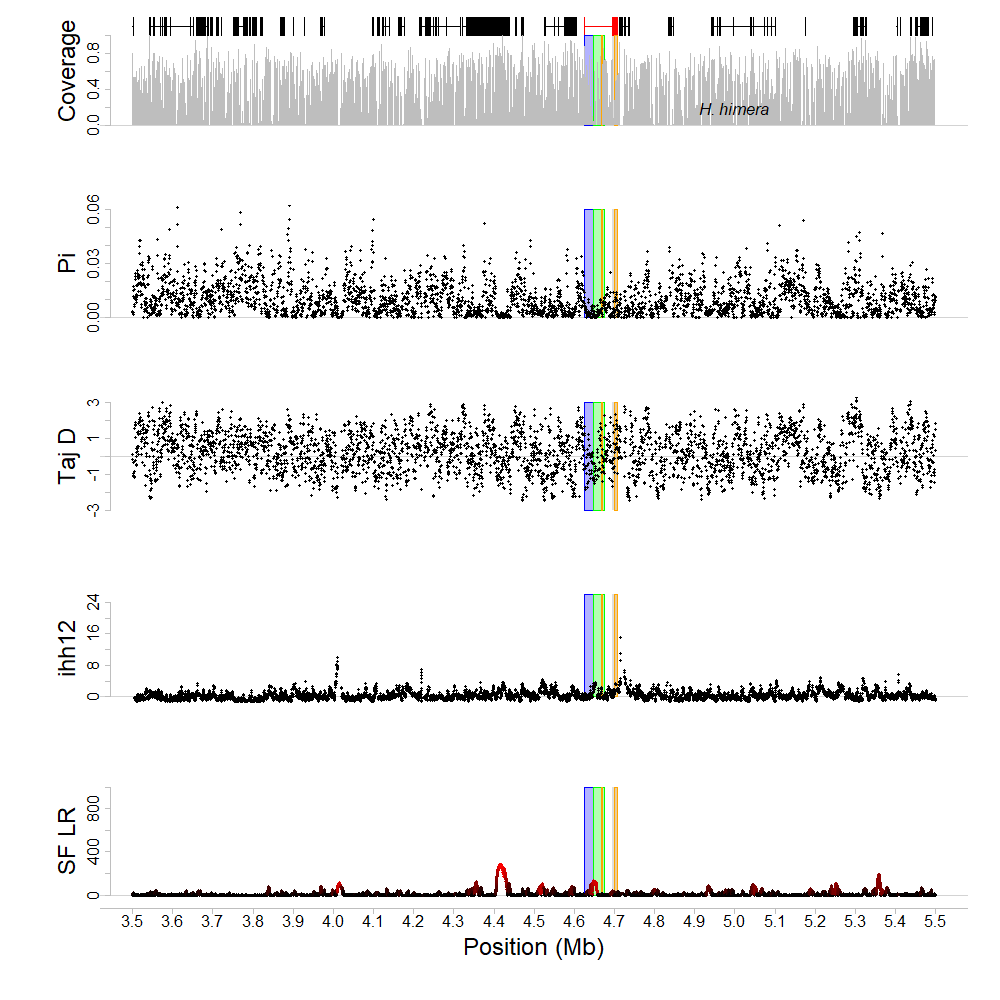 Coverage
0.0 0.4 0.8
H. himera
Pi
0.00 0.03 0.06
Taj D
-3 -1 1 3
ihh12
0 8 16 24
SF LR
0 400 800
3.5 3.6 3.7 3.8 3.9 4.0 4.1 4.2 4.3 4.4 4.5 4.6 4.7 4.8 4.9 5.0 5.1 5.2 5.3 5.4 5.5
Position (Mb)